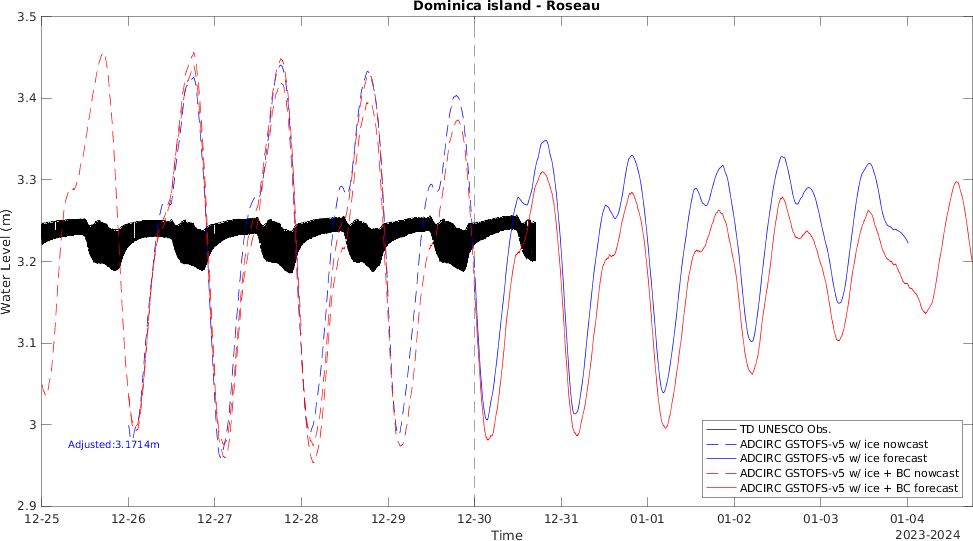 Dominica island - Roseau
3.5
3.4
3.3
3.2
3.1
3
2.9
Water Level (m)
Adjusted:3.1714m
TD UNESCO Obs.
ADCIRC GSTOFS-v5 w/ ice nowcast
ADCIRC GSTOFS-v5 w/ ice forecast
ADCIRC GSTOFS-v5 w/ ice + BC nowcast
ADCIRC GSTOFS-v5 w/ ice + BC forecast
12-25 12-26 12-27 12-28 12-29 12-30 12-31 01-01 01-02 01-03 01-04
Time
2023-2024